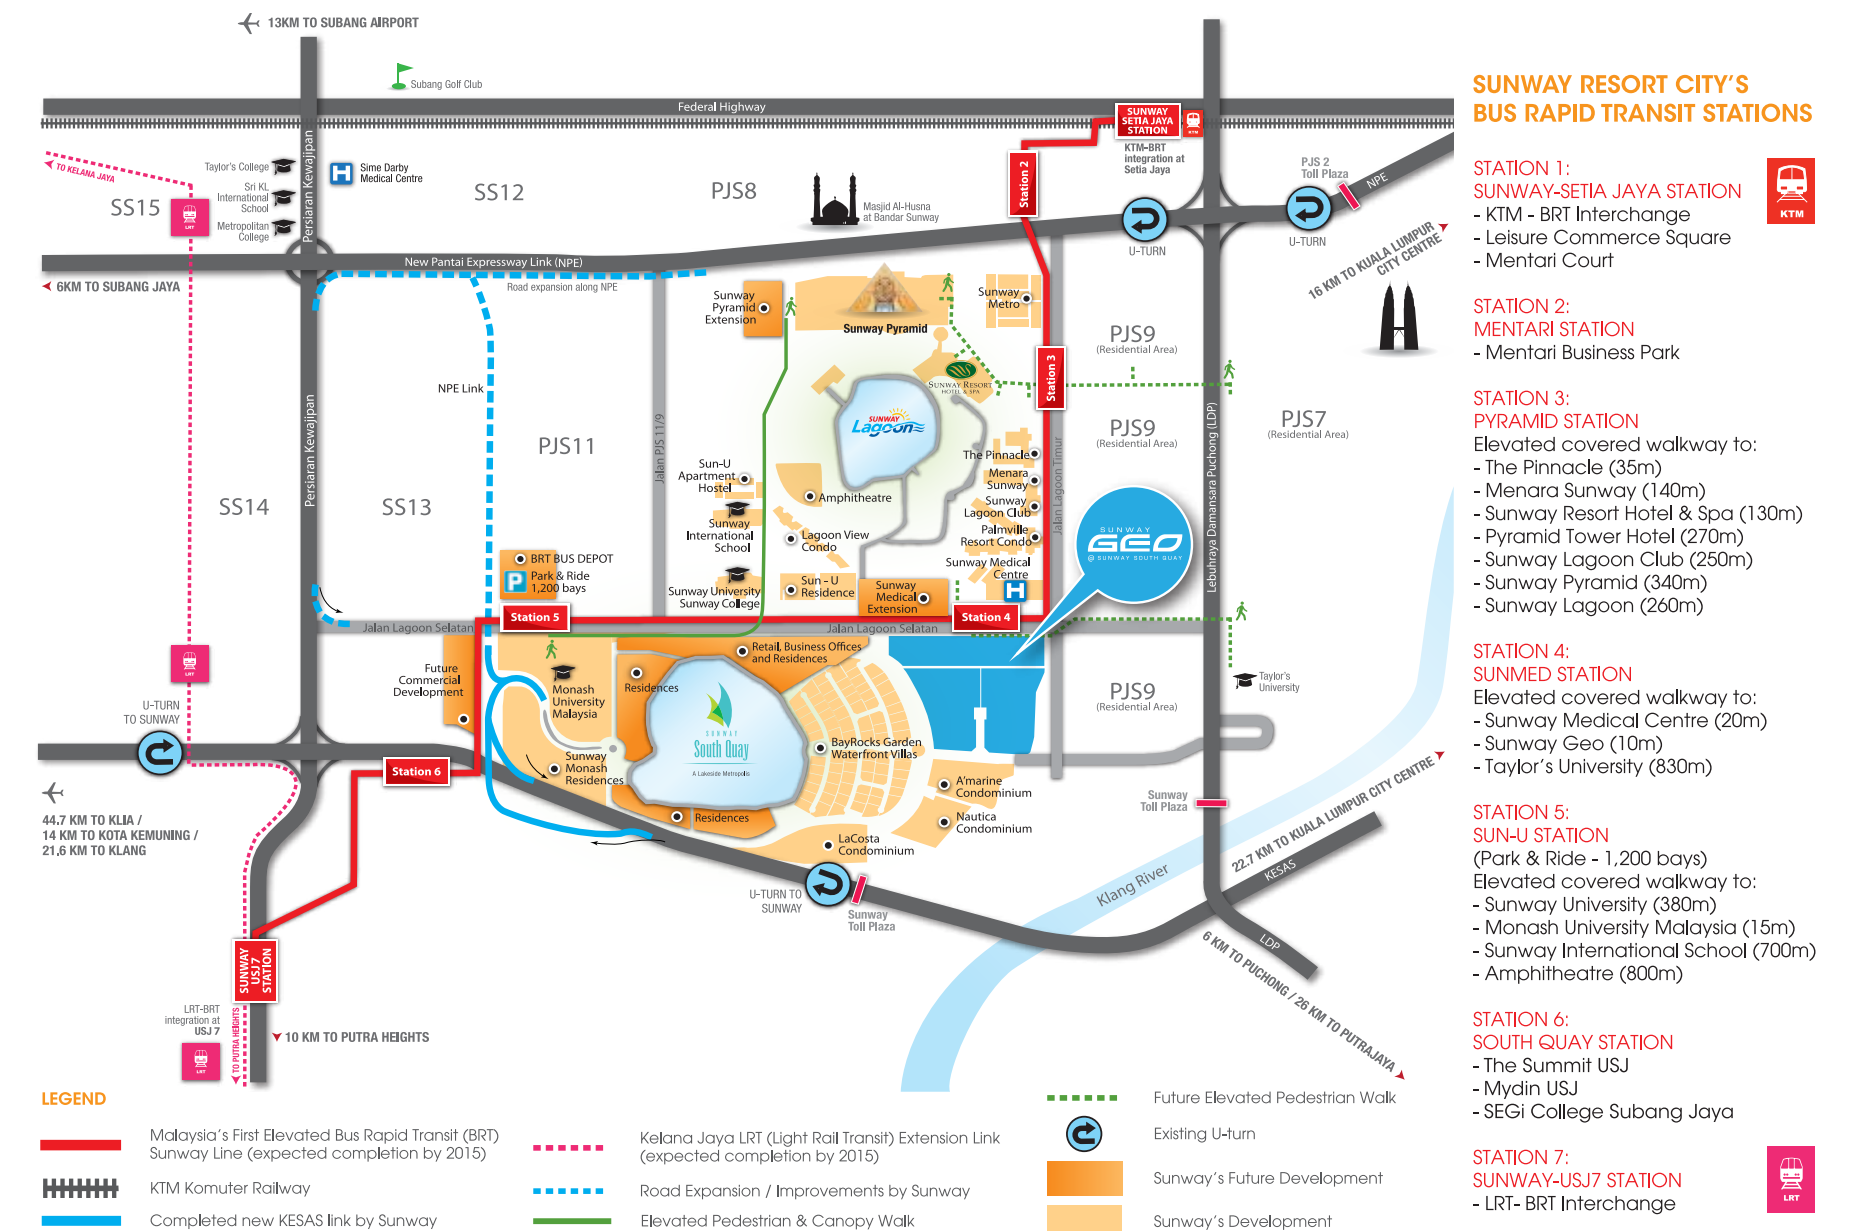 13KM TO SUBANG AIRPORT
Subang Golf Club
Federal Highway
SUNWAY
SETIA JAYA
STATION
KTM
KTM-BRT
integration at
Setia Jaya
Station 2
PJS 2
Toll Plaza
NPE
U-TURN
U-TURN
16 KM TO KUALA LUMPUR
CITY CENTRE
TO KELANA JAYA
Taylor's College
Sri KL
International
School
Metropolitan
College
Persiaran Kewajipan
Sime Darby
Medical Centre
SS15
LRT
SS12
PJS8
Masjid Al-Husna
at Bandar Sunway
New Pantai Expressway Link (NPE)
Road expansion along NPE
6KM TO SUBANG JAYA
Sunway
Pyramid
Extension
Sunway Pyramid
Sunway
Metro
PJS9
(Residential Area)
Station 3
SUNWAY RESORT
HOTEL & SPA
NPE Link
Persiaran Kewajipan
SUNWAY
Lagoon
PJS9
(Residential Area)
PJS7
(Residential Area)
Lebuhraya Damansara Puchong (LDP)
PJS11
Jalan PJS 11/9
Jalan Lagoon Timur
SS14
SS13
Sun-U
Apartment
Hostel
Sunway
International
School
Amphitheatre
The Pinnacle
Menara
Sunway
Sunway
Lagoon Club
Palmville
Resort Condo
Lagoon View
Condo
SUNWAY
GEO
@ SUNWAY SOUTH QUAY
BRT BUS DEPOT
P
Park & Ride
1,200 bays
Sunway University
Sunway College
Sun - U
Residence
Sunway
Medical
Extension
Sunway Medical
Centre
H
Station 5
Station 4
Jalan Lagoon Selatan
Jalan Lagoon Selatan
Future
Commercial
Development
Monash
University
Malaysia
Residences
Retail, Business Offices
and Residences
PJS9
(Residential Area)
Taylor's
University
LRT
U-TURN
TO SUNWAY
SUNWAY
South Quay
A Lakeside Metropolis
BayRocks Garden
Waterfront Villas
Sunway
Monash
Residences
Station 6
A'marine
Condominium
Nautica
Condominium
Residences
LaCosta
Condominium
Sunway
Toll Plaza
44.7 KM TO KLIA /
14 KM TO KOTA KEMUNING /
21.6 KM TO KLANG
U-TURN TO
SUNWAY
Sunway
Toll Plaza
Klang River
22.7 KM TO KUALA LUMPUR CITY CENTRE
KESAS
LDP
6 KM TO PUCHONG / 26 KM TO PUTRAJAYA
SUNWAY
USJ7
STATION
LRT-BRT
integration at
USJ 7
LRT
TO PUTRA HEIGHTS
10 KM TO PUTRA HEIGHTS
LEGEND
Malaysia's First Elevated Bus Rapid Transit (BRT)
Sunway Line (expected completion by 2015)
KTM Komuter Railway
Completed new KESAS link by Sunway
Kelana Jaya LRT (Light Rail Transit) Extension Link
(expected completion by 2015)
Road Expansion / Improvements by Sunway
Elevated Pedestrian & Canopy Walk
Future Elevated Pedestrian Walk
Existing U-turn
Sunway's Future Development
Sunway's Development
SUNWAY RESORT CITY'S
BUS RAPID TRANSIT STATIONS
STATION 1:
SUNWAY-SETIA JAYA STATION
- KTM - BRT Interchange
- Leisure Commerce Square
- Mentari Court
KTM
STATION 2:
MENTARI STATION
- Mentari Business Park
STATION 3:
PYRAMID STATION
Elevated covered walkway to:
- The Pinnacle (35m)
- Menara Sunway (140m)
- Sunway Resort Hotel & Spa (130m)
- Pyramid Tower Hotel (270m)
- Sunway Lagoon Club (250m)
- Sunway Pyramid (340m)
- Sunway Lagoon (260m)
STATION 4:
SUNMED STATION
Elevated covered walkway to:
- Sunway Medical Centre (20m)
- Sunway Geo (10m)
- Taylor's University (830m)
STATION 5:
SUN-U STATION
(Park & Ride - 1,200 bays)
Elevated covered walkway to:
- Sunway University (380m)
- Monash University Malaysia (15m)
- Sunway International School (700m)
- Amphitheatre (800m)
STATION 6:
SOUTH QUAY STATION
- The Summit USJ
- Mydin USJ
- SEGi College Subang Jaya
STATION 7:
SUNWAY-USJ7 STATION
- LRT- BRT Interchange
LRT